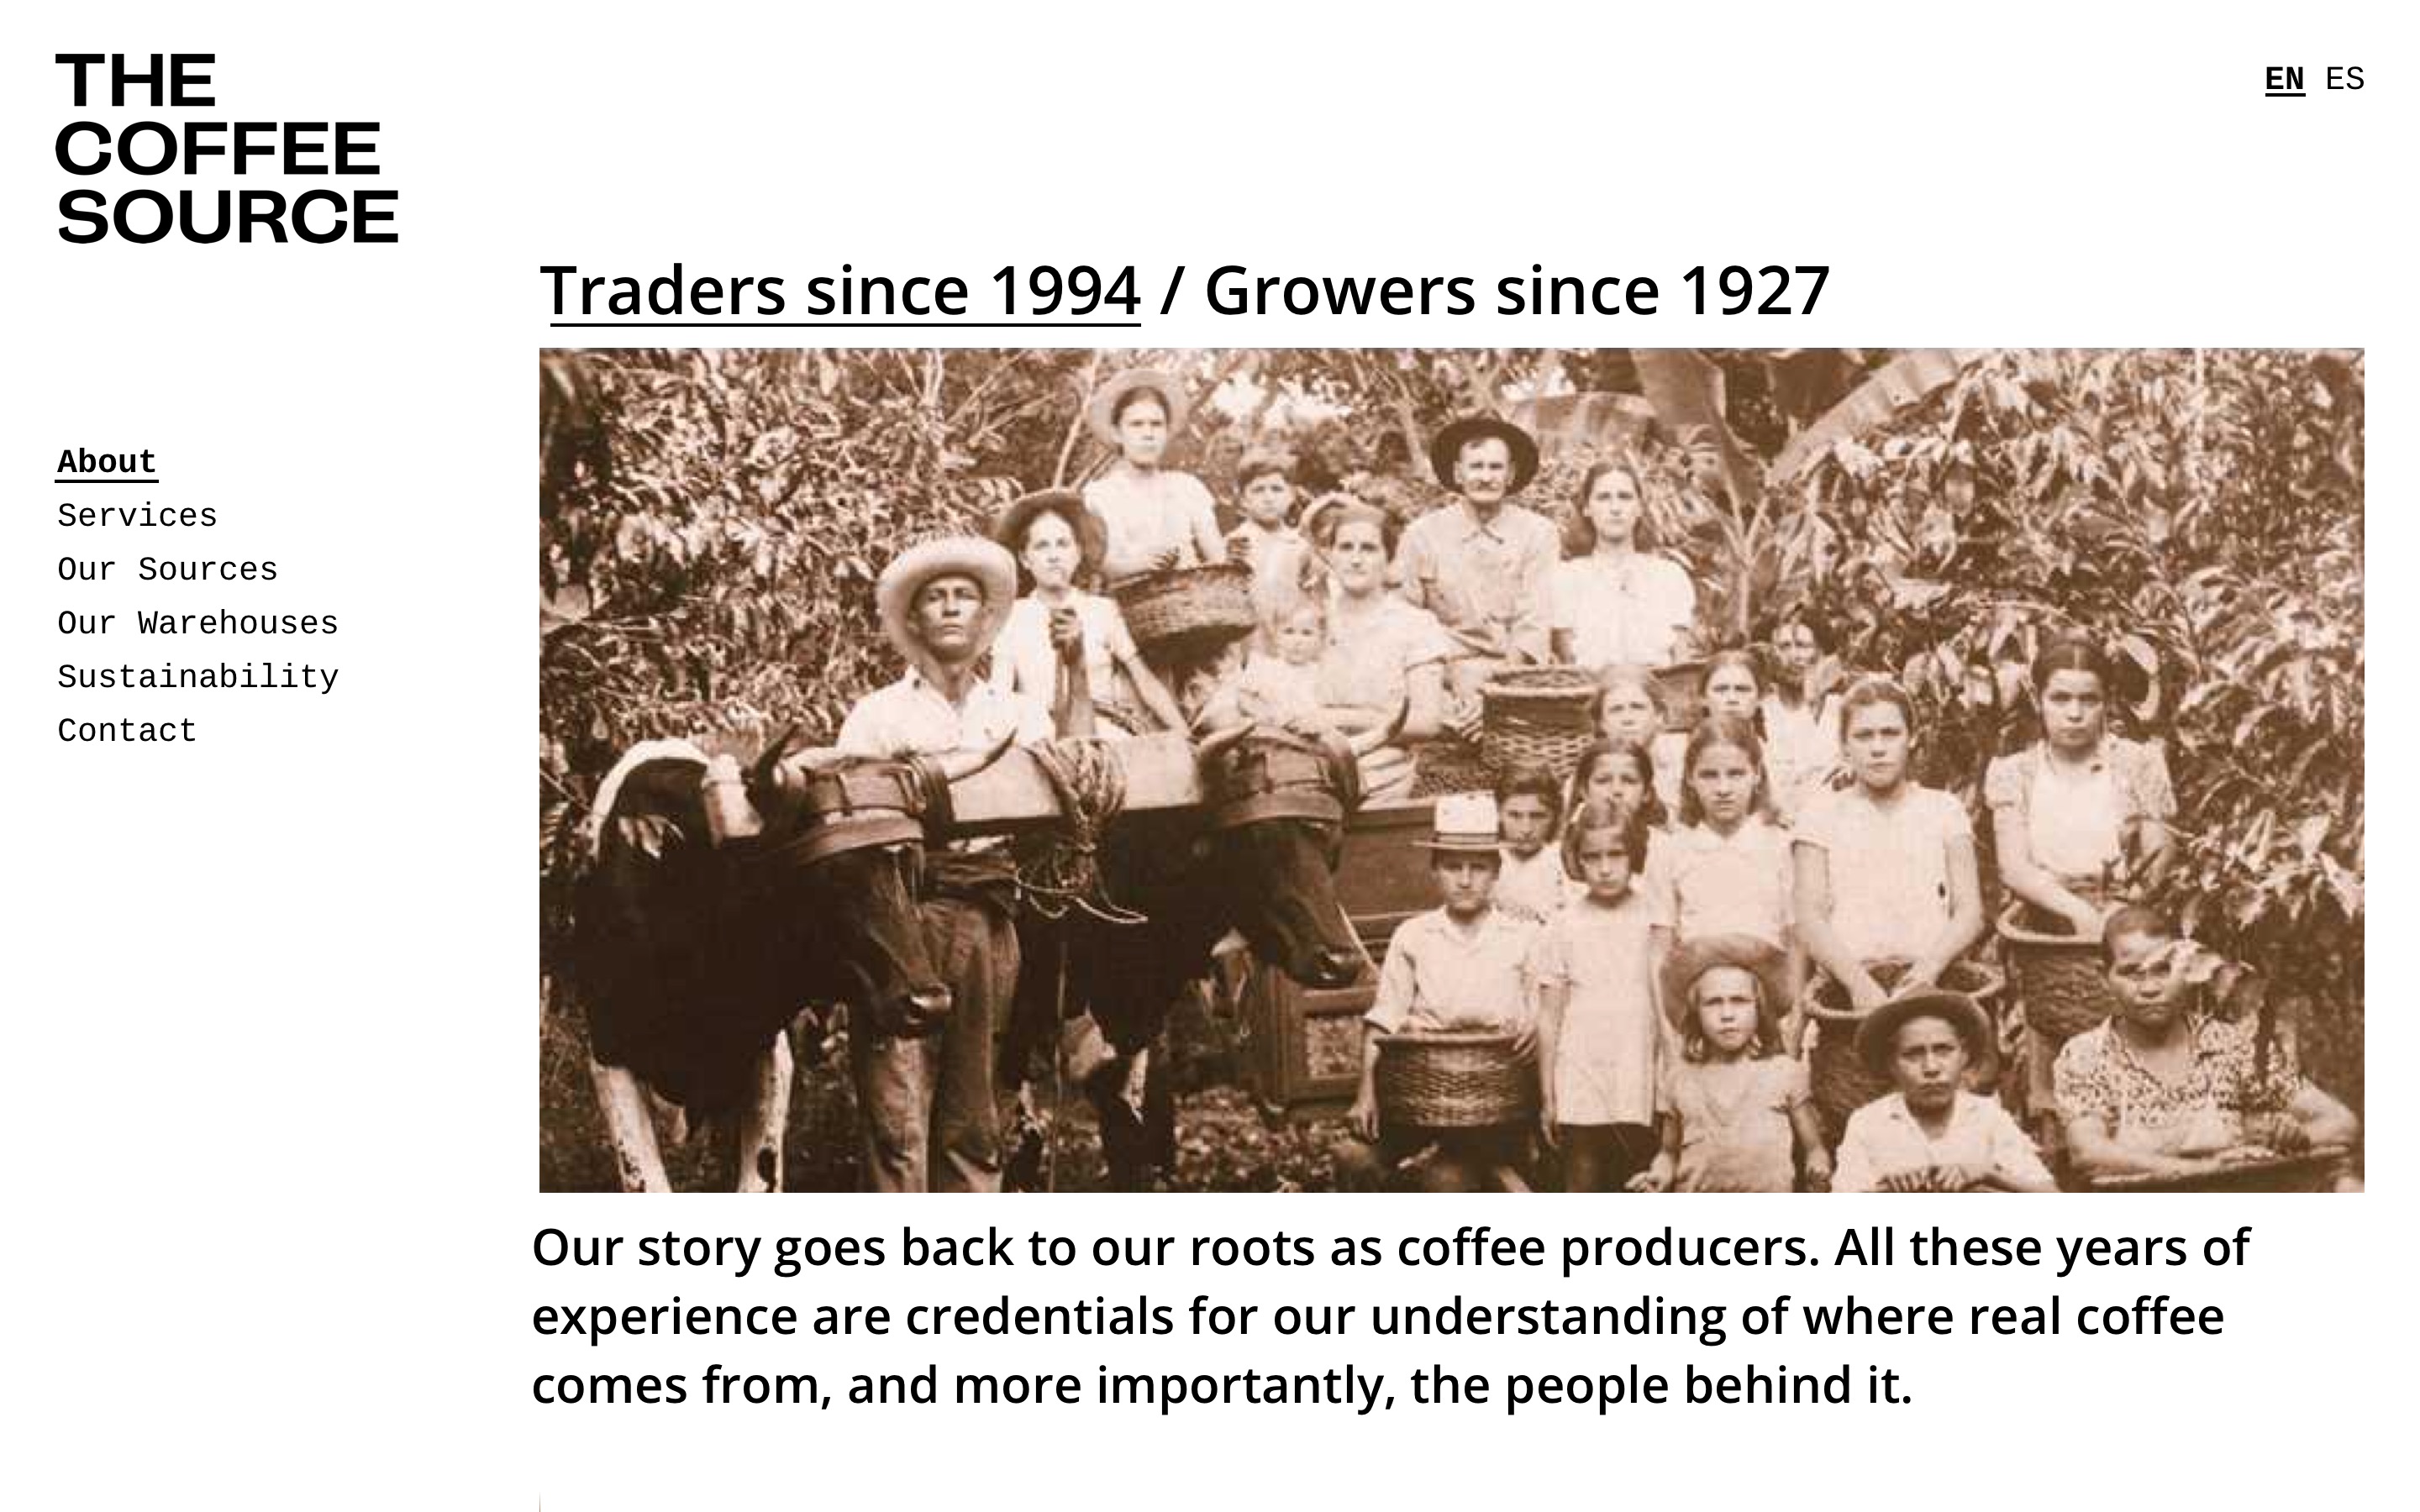 THE
COFFEE
SOURCE
EN ES
Traders since 1994 / Growers since 1927
About
Services
Our Sources
Our Warehouses
Sustainability
Contact
Our story goes back to our roots as coffee producers. All these years of
experience are credentials for our understanding of where real coffee
comes from, and more importantly, the people behind it.